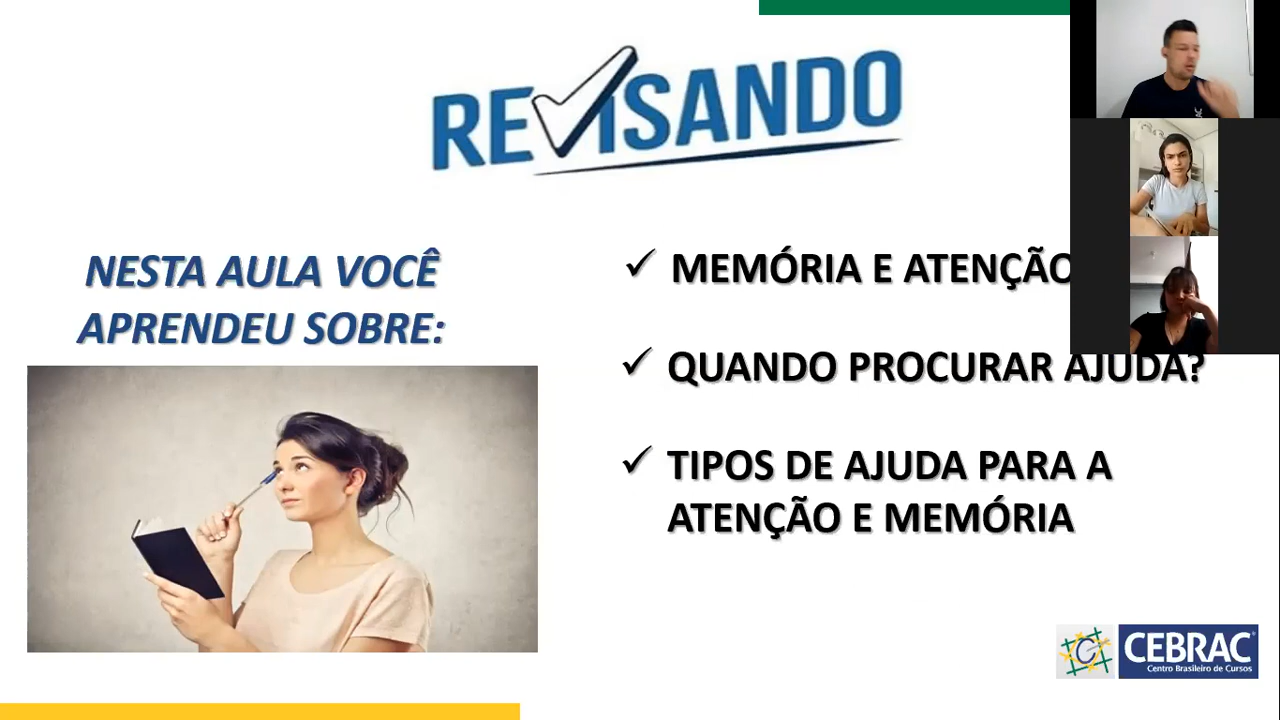 REVISANDO
NESTA AULA VOCÊ
APRENDEU SOBRE:
MEMÓRIA E ATENÇÃO
QUANDO PROCURAR AJUDA?
TIPOS DE AJUDA PARA A
ATENÇÃO E MEMÓRIA
CEBRAC
Centro Brasileiro de Cursos